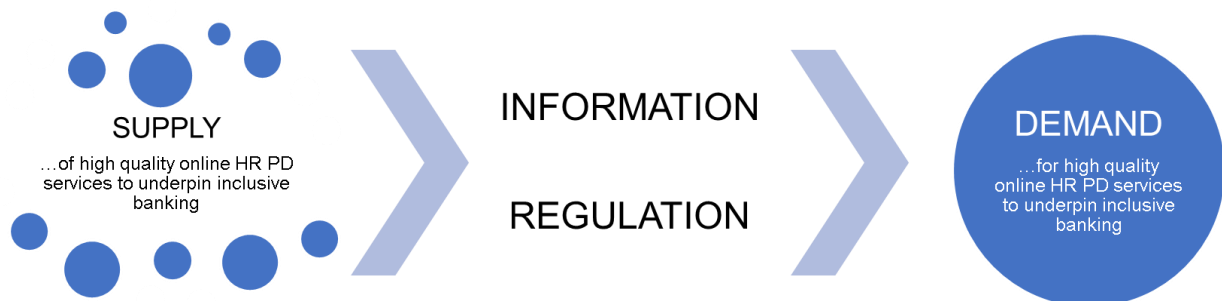 SUPPLY
…of high quality online HR PD
services to underpin inclusive
banking
INFORMATION
REGULATION
DEMAND
…for high quality
online HR PD services
to underpin inclusive
banking